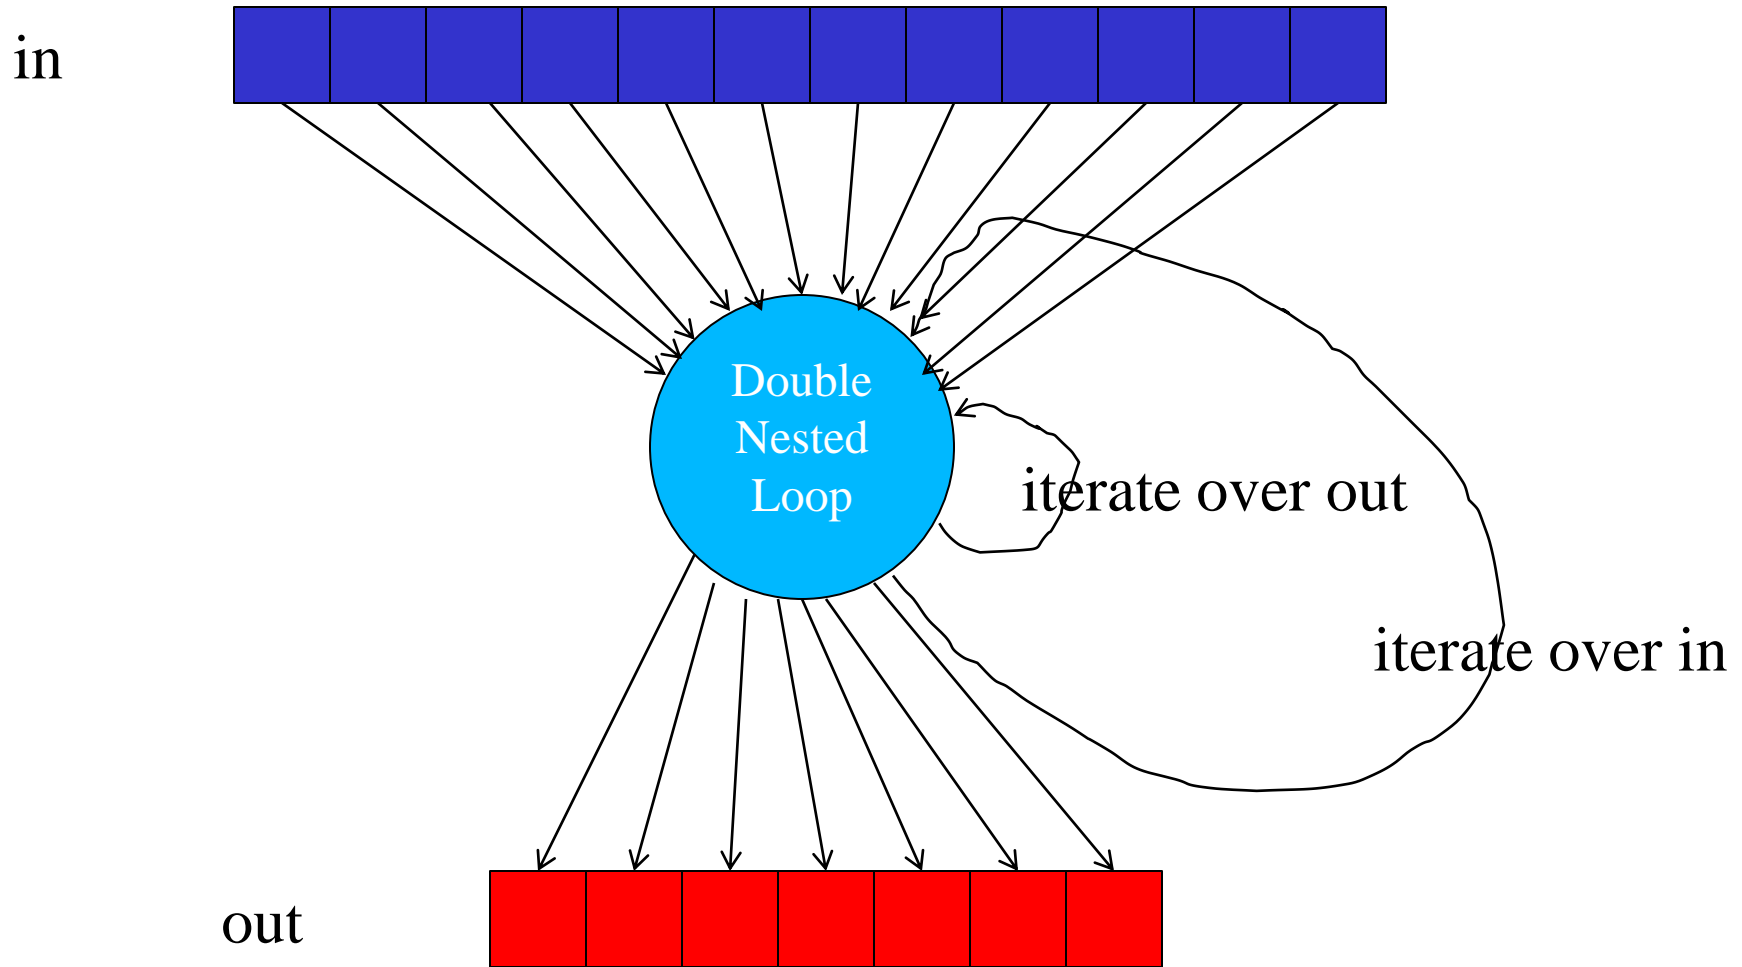 in
Double
Nested
Loop
iterate over out
iterate over in
out